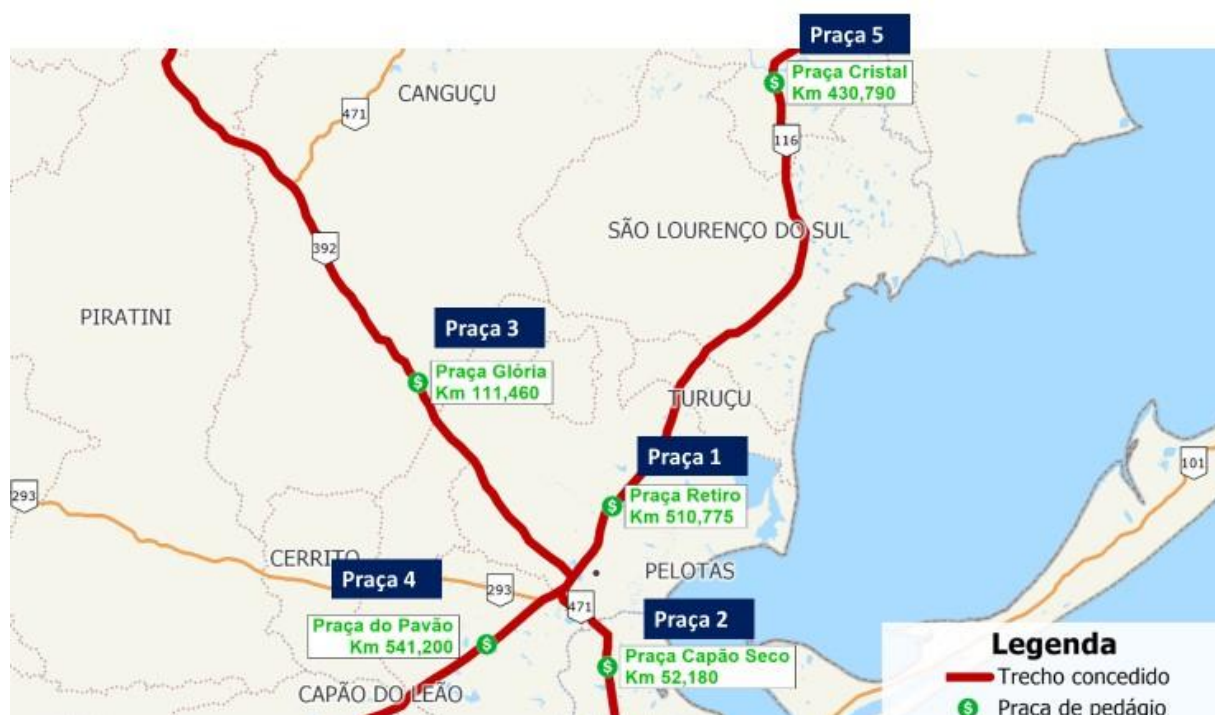 Praça 5
Praça Cristal
Km 430,790
CANGUÇU
471
116
SÃO LOURENÇO DO SUL
392
PIRATINI
Praça 3
Praça Glória
Km 111,460
TURUÇU
Praça 1
101
293
Praça Retiro
Km 510,775
CERRITO
Praça 4
293
PELOTAS
471
Praça 2
Praça do Pavão
Km 541,200
Praça Capão Seco
Km 52,180
CAPÃO DO LEÃO
Legenda
Trecho concedido
Praça de pedágio